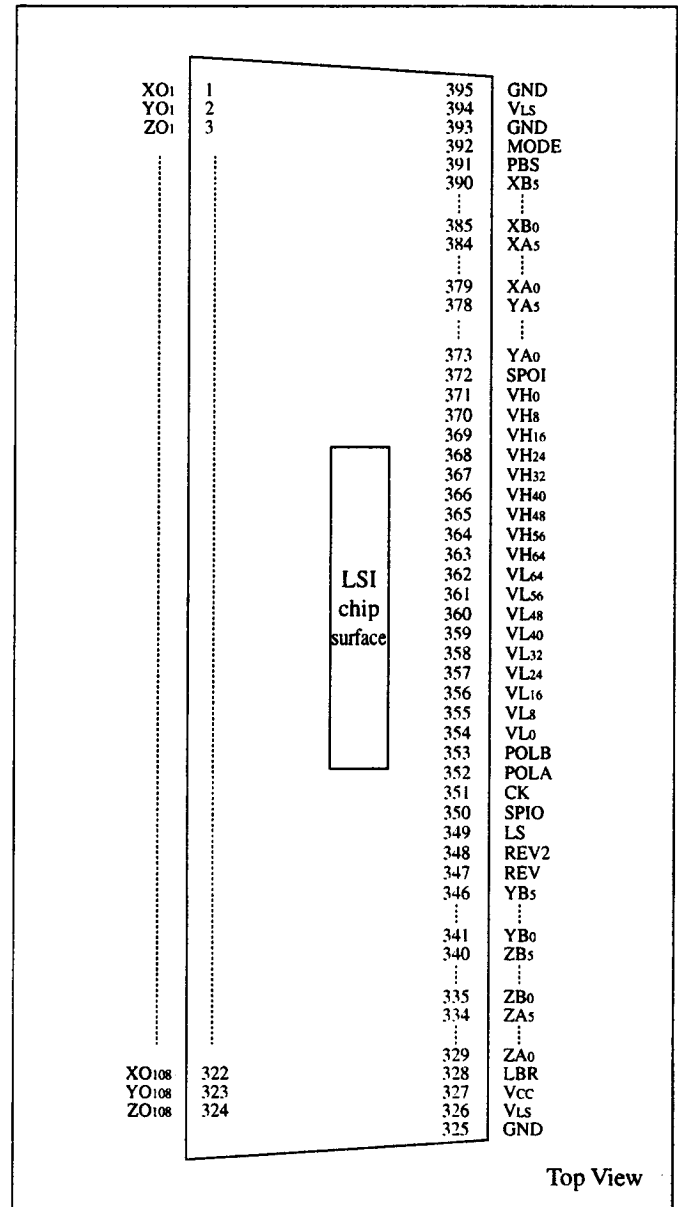 XO1 1 395 GND
YO1 2 394 VLS
ZO1 3 393 GND
392 MODE
391 PBS
390 XB5
385 XB0
384 XA5
379 XA0
378 YA5
373 YA0
372 SPOI
371 VH0
370 VH8
369 VH16
368 VH24
367 VH32
366 VH40
365 VH48
364 VH56
363 VH64
362 VL64
361 VL56
360 VL48
359 VL40
358 VL32
357 VL24
356 VL16
355 VL8
354 VL0
353 POLB
352 POLA
351 CK
350 SPIO
349 LS
348 REV2
347 REV
346 YB5
341 YB0
340 ZB5
335 ZB0
334 ZA5
329 ZA0
XO108 322 328 LBR
YO108 323 327 VCC
ZO108 324 326 VLS
325 GND
LSI
chip
surface
Top View